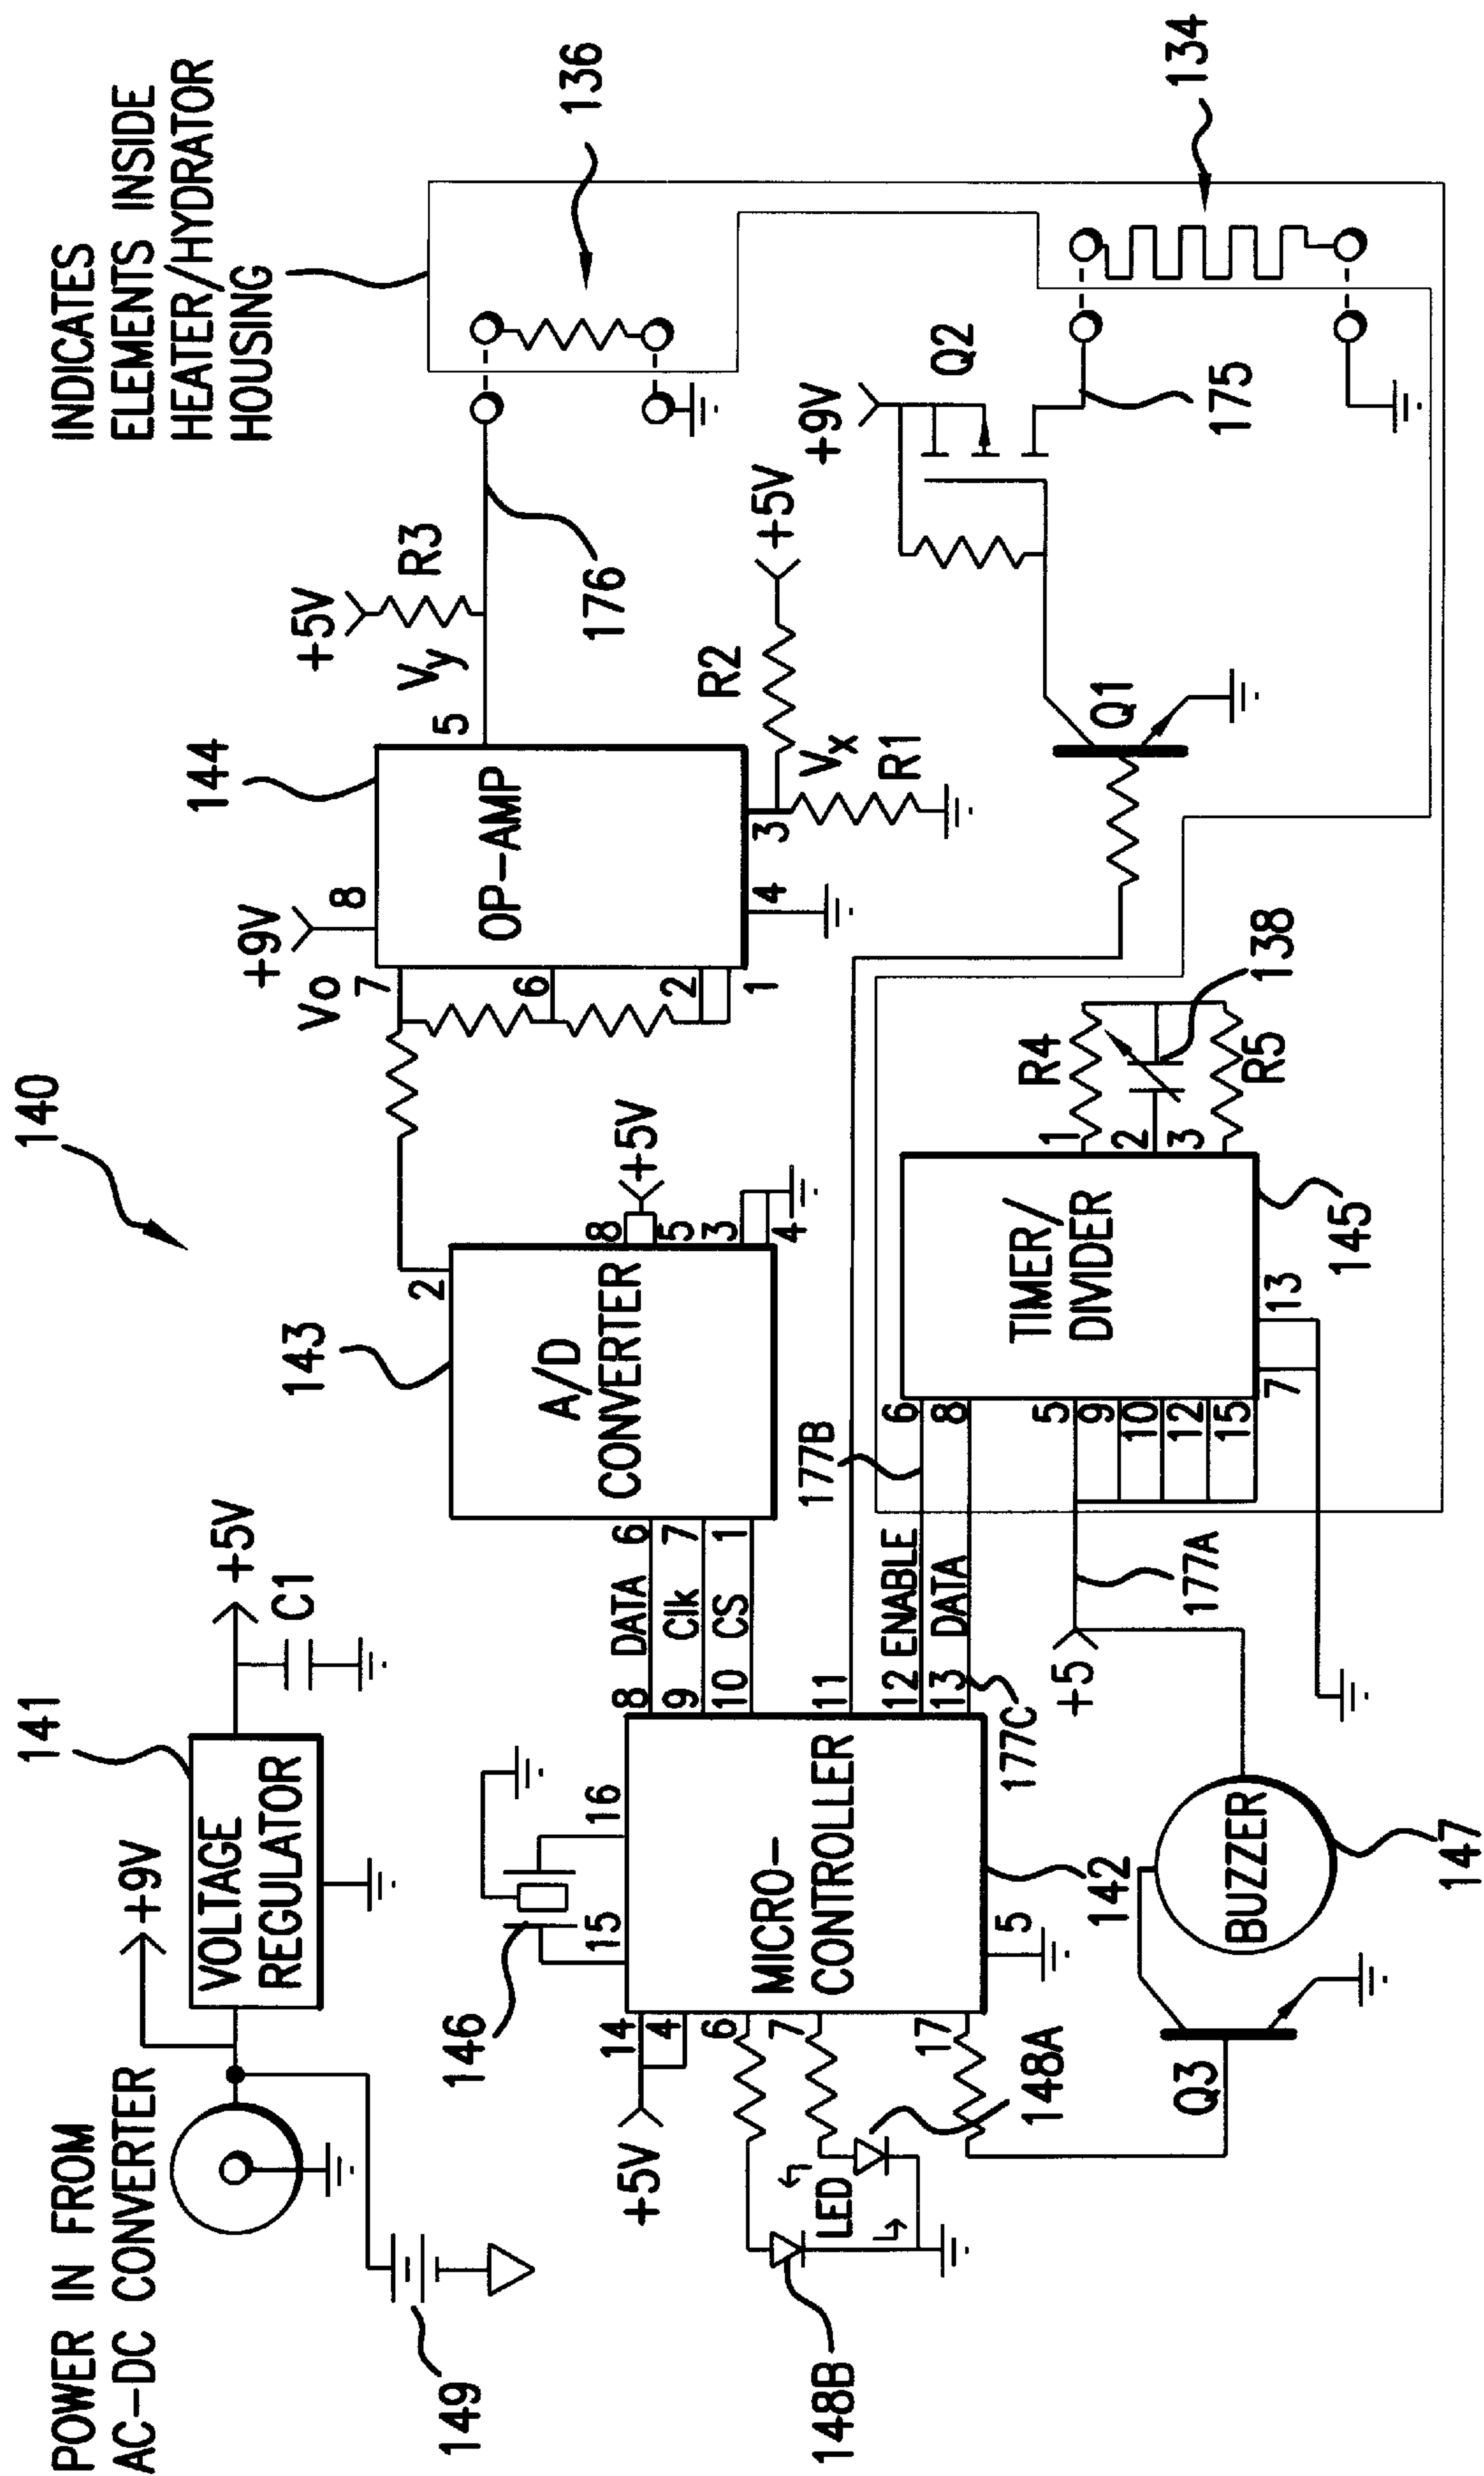 140
POWER IN FROM
AC-DC CONVERTER
+9V
141
VOLTAGE
REGULATOR
+5V
C1
149
INDICATES
ELEMENTS INSIDE
HEATER/HYDRATOR
HOUSING
144
+9V
8
Vo
7
6
2
1
OP-AMP
5
Vy
+5V
R3
176
136
3
4
Vx
R1
R2
+5V
143
2
A/D
CONVERTER
8
5
+5V
3
4
6
7
1
DATA
Clk
CS
8
9
10
146
15
16
+5V
14
4
6
7
17
MICRO-
CONTROLLER
11
12
ENABLE
13
DATA
5
142
177B
177C
148B
LED
148A
Q3
BUZZER
147
+5
177A
6
8
5
9
10
12
15
TIMER/
DIVIDER
1
2
3
R4
R5
138
7
13
145
Q1
+9V
Q2
175
134